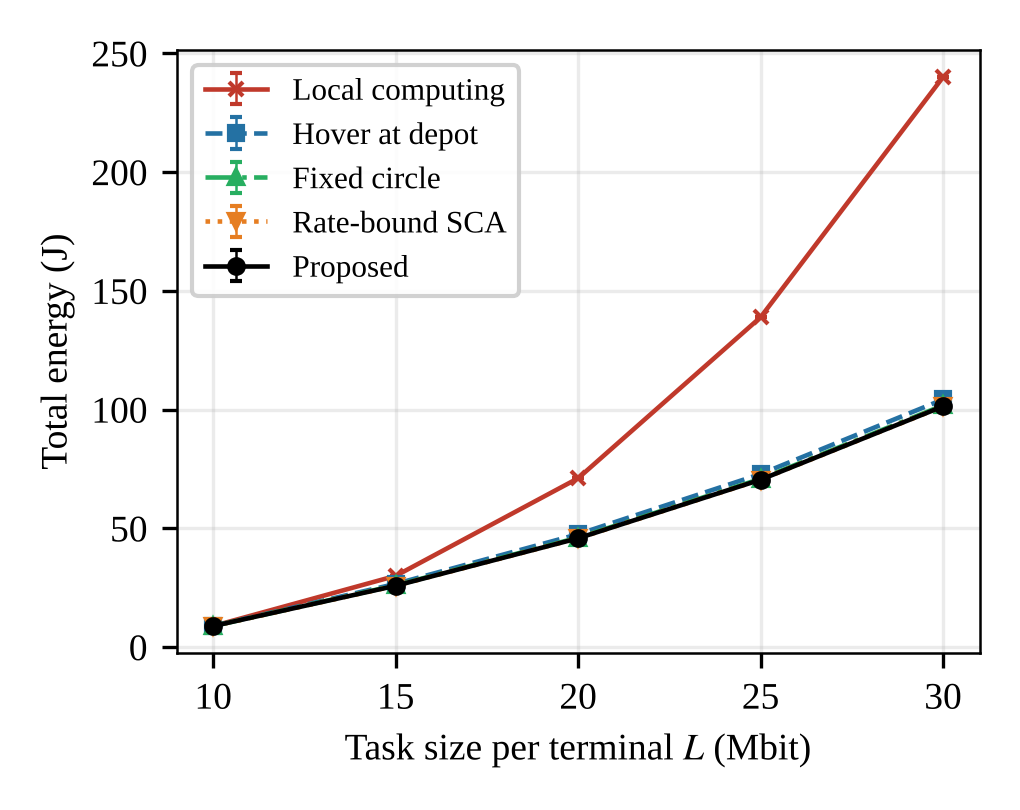 250
200
150
100
50
0
Total energy (J)
Local computing
Hover at depot
Fixed circle
Rate-bound SCA
Proposed
10 15 20 25 30
Task size per terminal L (Mbit)